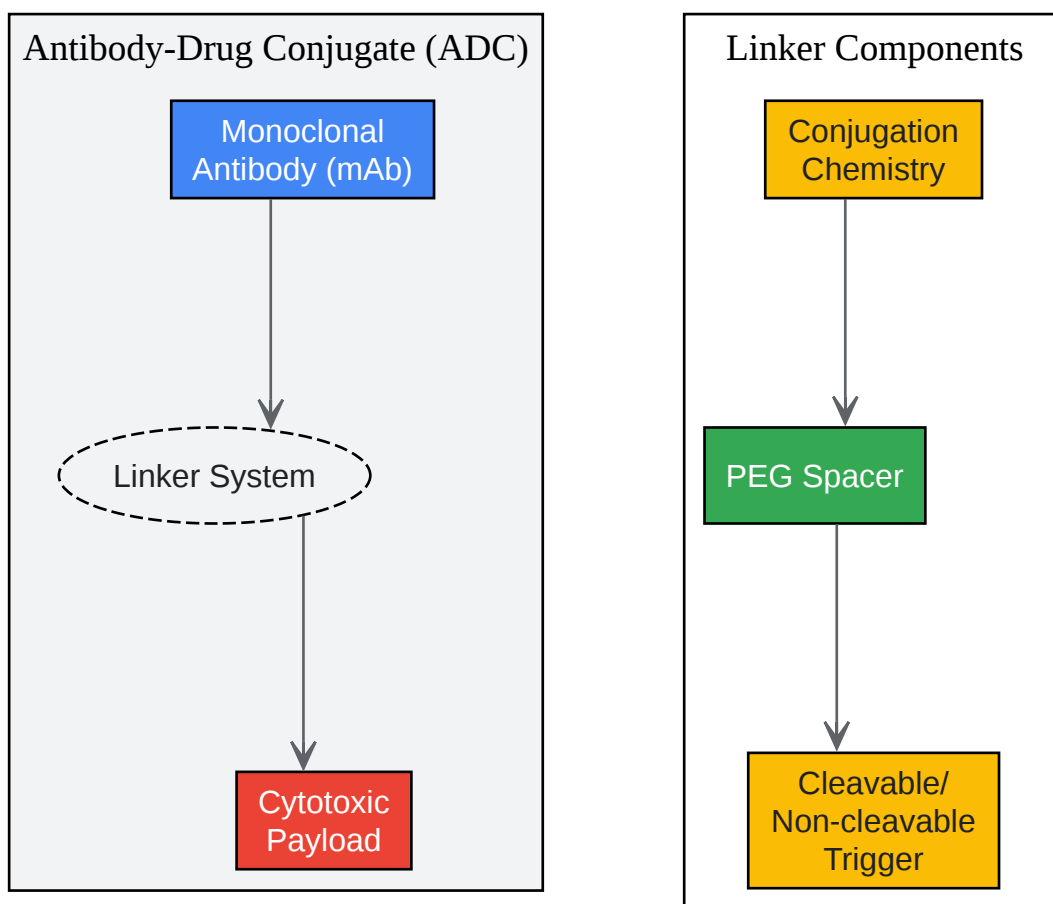 Antibody-Drug Conjugate (ADC)
Monoclonal
Antibody (mAb)
Linker System
Cytotoxic
Payload
Linker Components
Conjugation
Chemistry
PEG Spacer
Cleavable/
Non-cleavable
Trigger